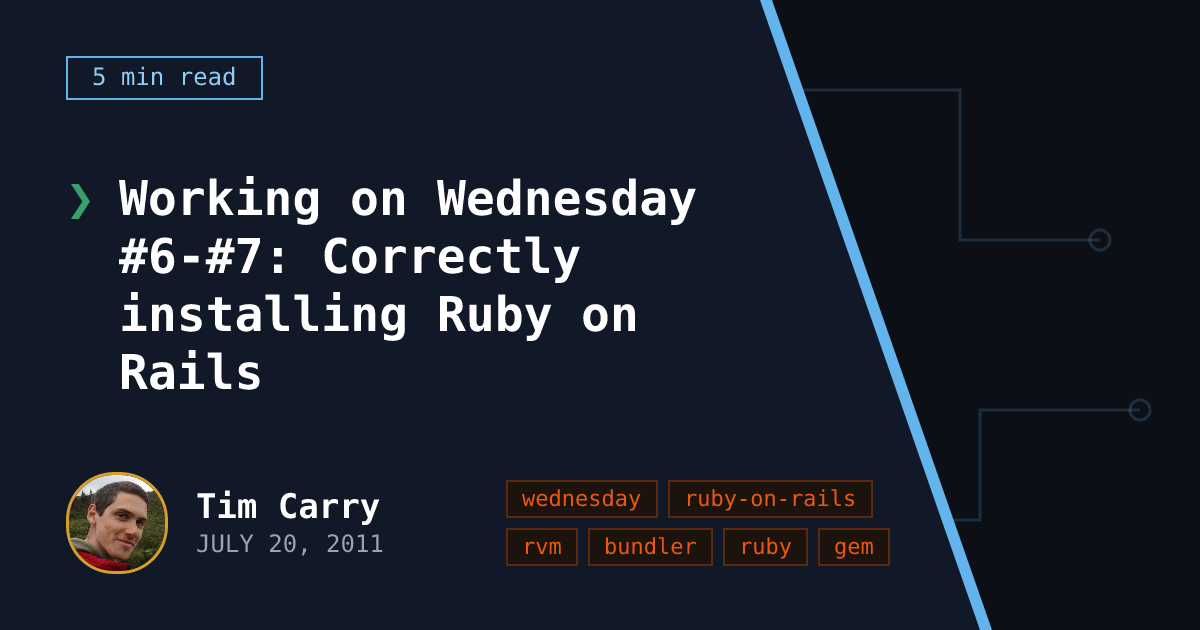 5 min read
❯ Working on Wednesday
#6-#7: Correctly
installing Ruby on
Rails
Tim Carry
JULY 20, 2011
wednesday ruby-on-rails
rvm bundler ruby gem